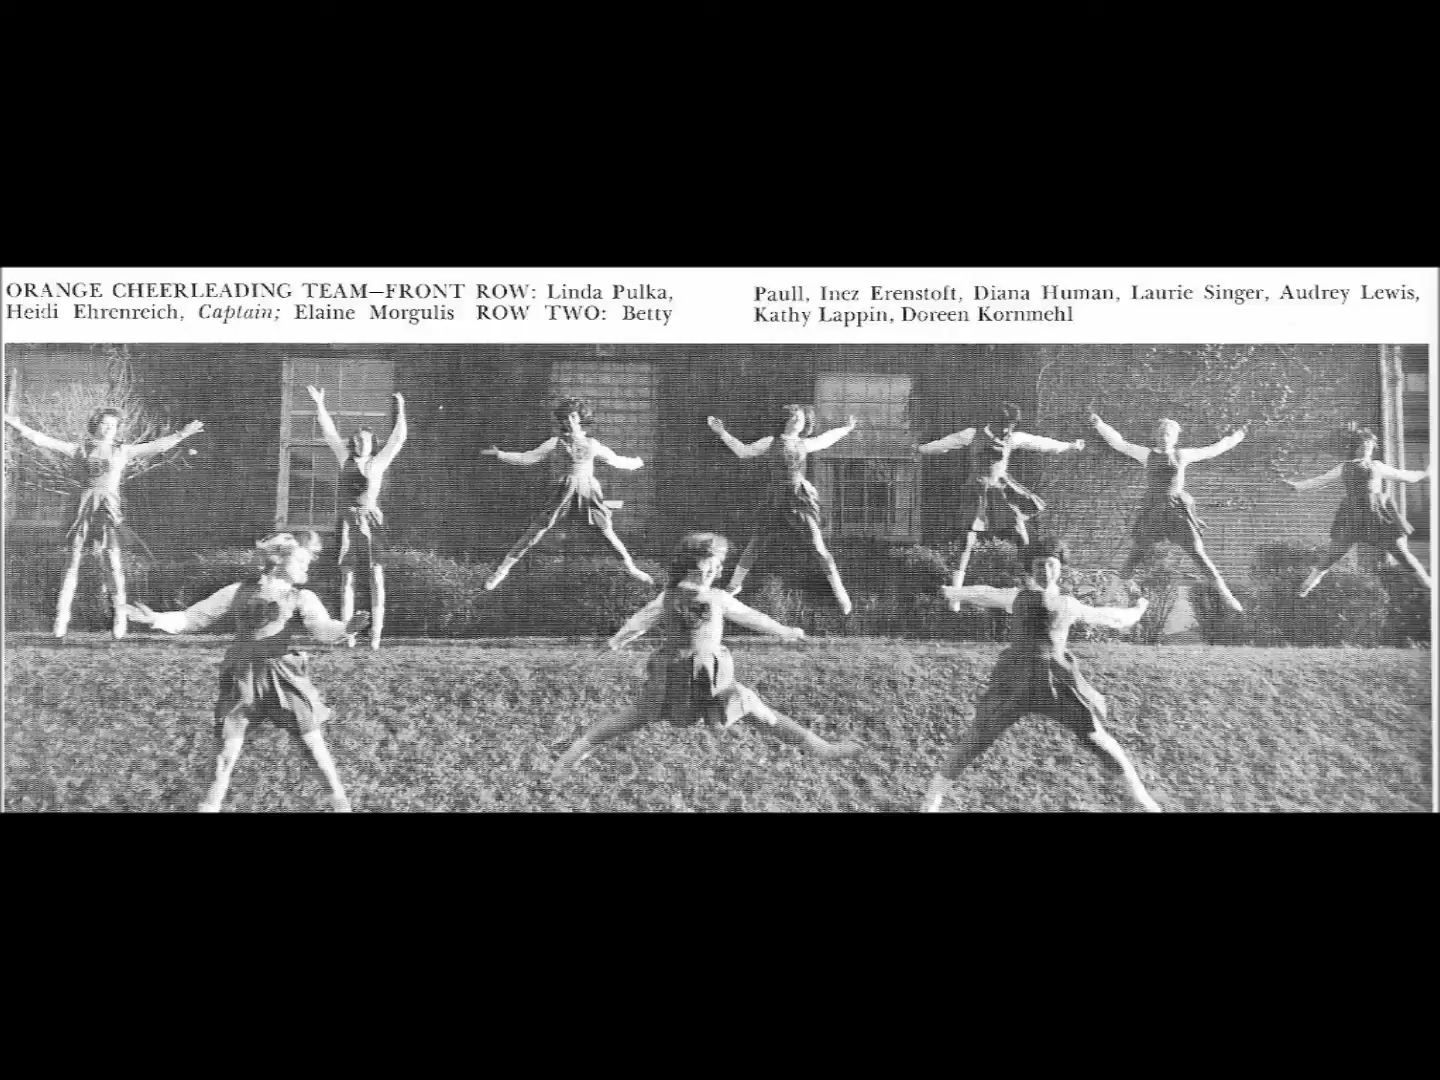 ORANGE CHEERLEADING TEAM—FRONT ROW: Linda Pulka,
Heidi Ehrenreich, Captain; Elaine Morgulis ROW TWO: Betty
Paull, Inez Erenstoft, Diana Human, Laurie Singer, Audrey Lewis,
Kathy Lappin, Doreen Kornmehl